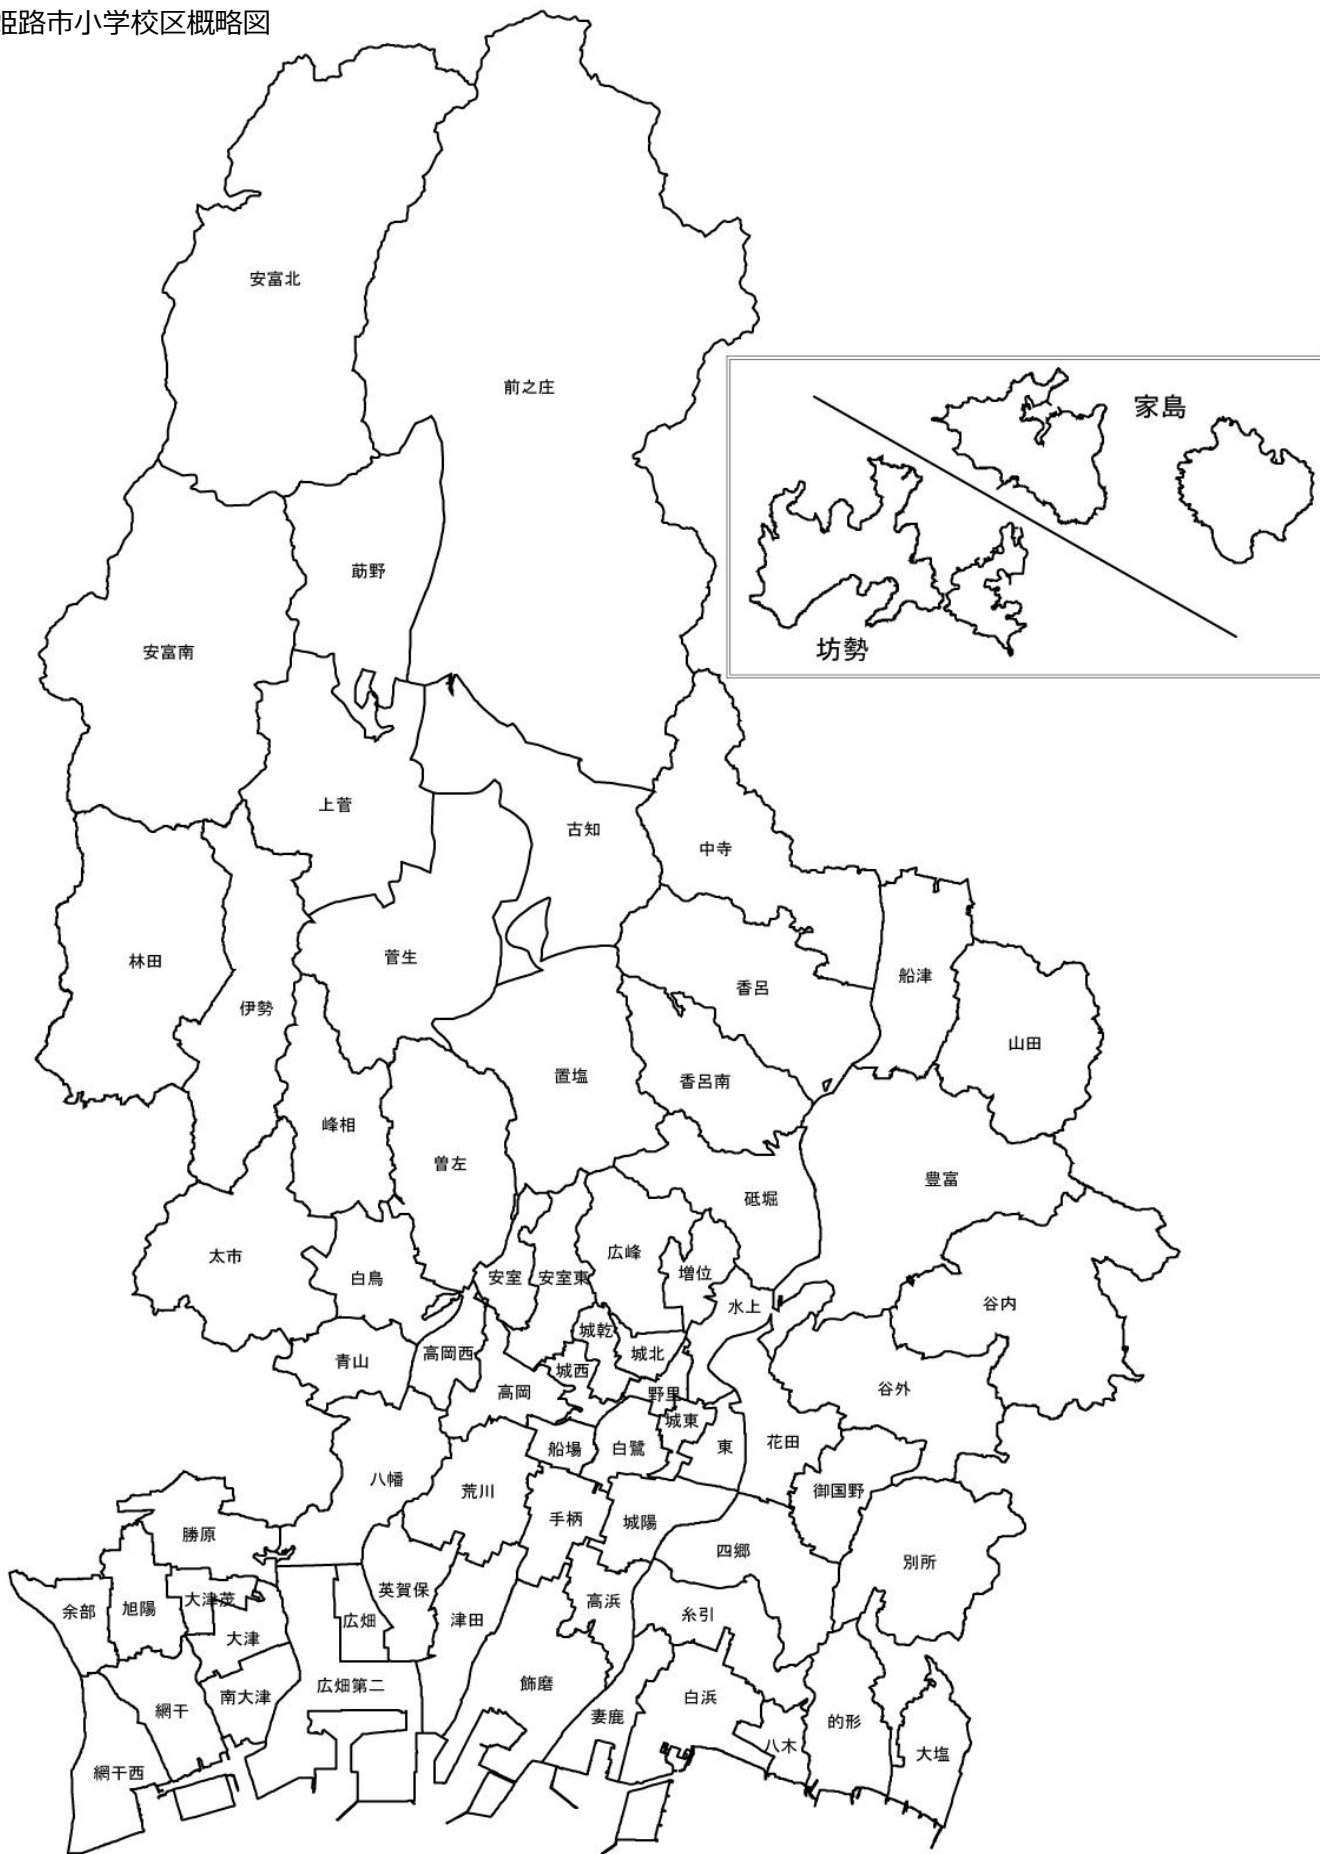 姫路市小学校区概略図
安富北
前之庄
家島
坊勢
莇野
安富南
上菅
古知
中寺
林田
菅生
伊勢
香呂
船津
山田
置塩
香呂南
峰相
曽左
豊富
砥堀
太市
白鳥
安室
安室東
広峰
増位
水上
谷内
城乾
城北
青山
高岡西
城西
高岡
野里
谷外
城東
船場
白鷺
東
花田
八幡
荒川
御国野
手柄
城陽
勝原
四郷
別所
余部
旭陽
大津茂
英賀保
高浜
広畑
津田
糸引
大津
広畑第二
飾磨
南大津
網干
白浜
妻鹿
的形
八木
大塩
網干西